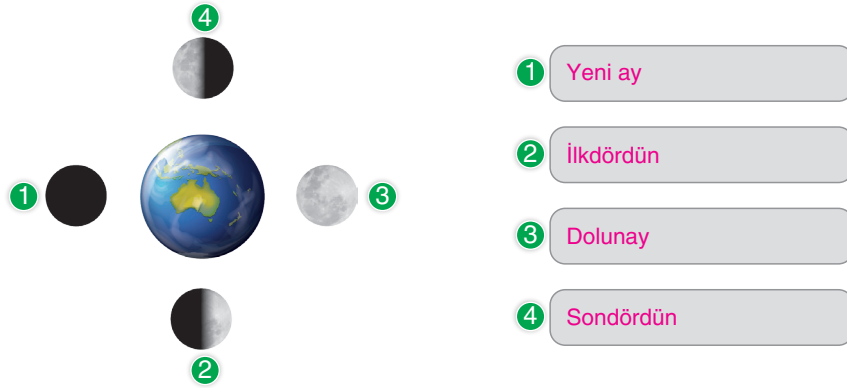 4
1
3
2
1 Yeni ay
2 İlkdördün
3 Dolunay
4 Sondördün